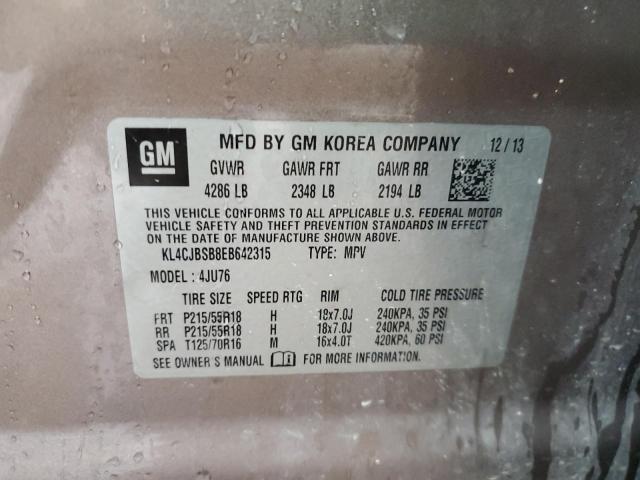 GM MFD BY GM KOREA COMPANY 12/13
GVWR GAWR FRT GAWR RR
4286 LB 2348 LB 2194 LB
THIS VEHICLE CONFORMS TO ALL APPLICABLE U.S. FEDERAL MOTOR
VEHICLE SAFETY AND THEFT PREVENTION STANDARDS IN EFFECT ON
THE DATE OF MANUFACTURE SHOWN ABOVE.
KL4CJBSB8EB642315 TYPE: MPV
MODEL: 4JU76
TIRE SIZE SPEED RTG RIM COLD TIRE PRESSURE
FRT P215/55R18 H 18x7.0J 240KPA, 35 PSI
RR P215/55R18 H 18x7.0J 240KPA, 35 PSI
SPA T125/70R16 M 16x4.0T 420KPA, 60 PSI
SEE OWNER'S MANUAL FOR MORE INFORMATION.